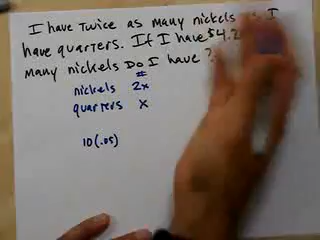 I have Twice as many nickels as I
have quarters. If I have $4.2
many nickels Do I have ?
#
nickels 2x
quarters x
10(.05)